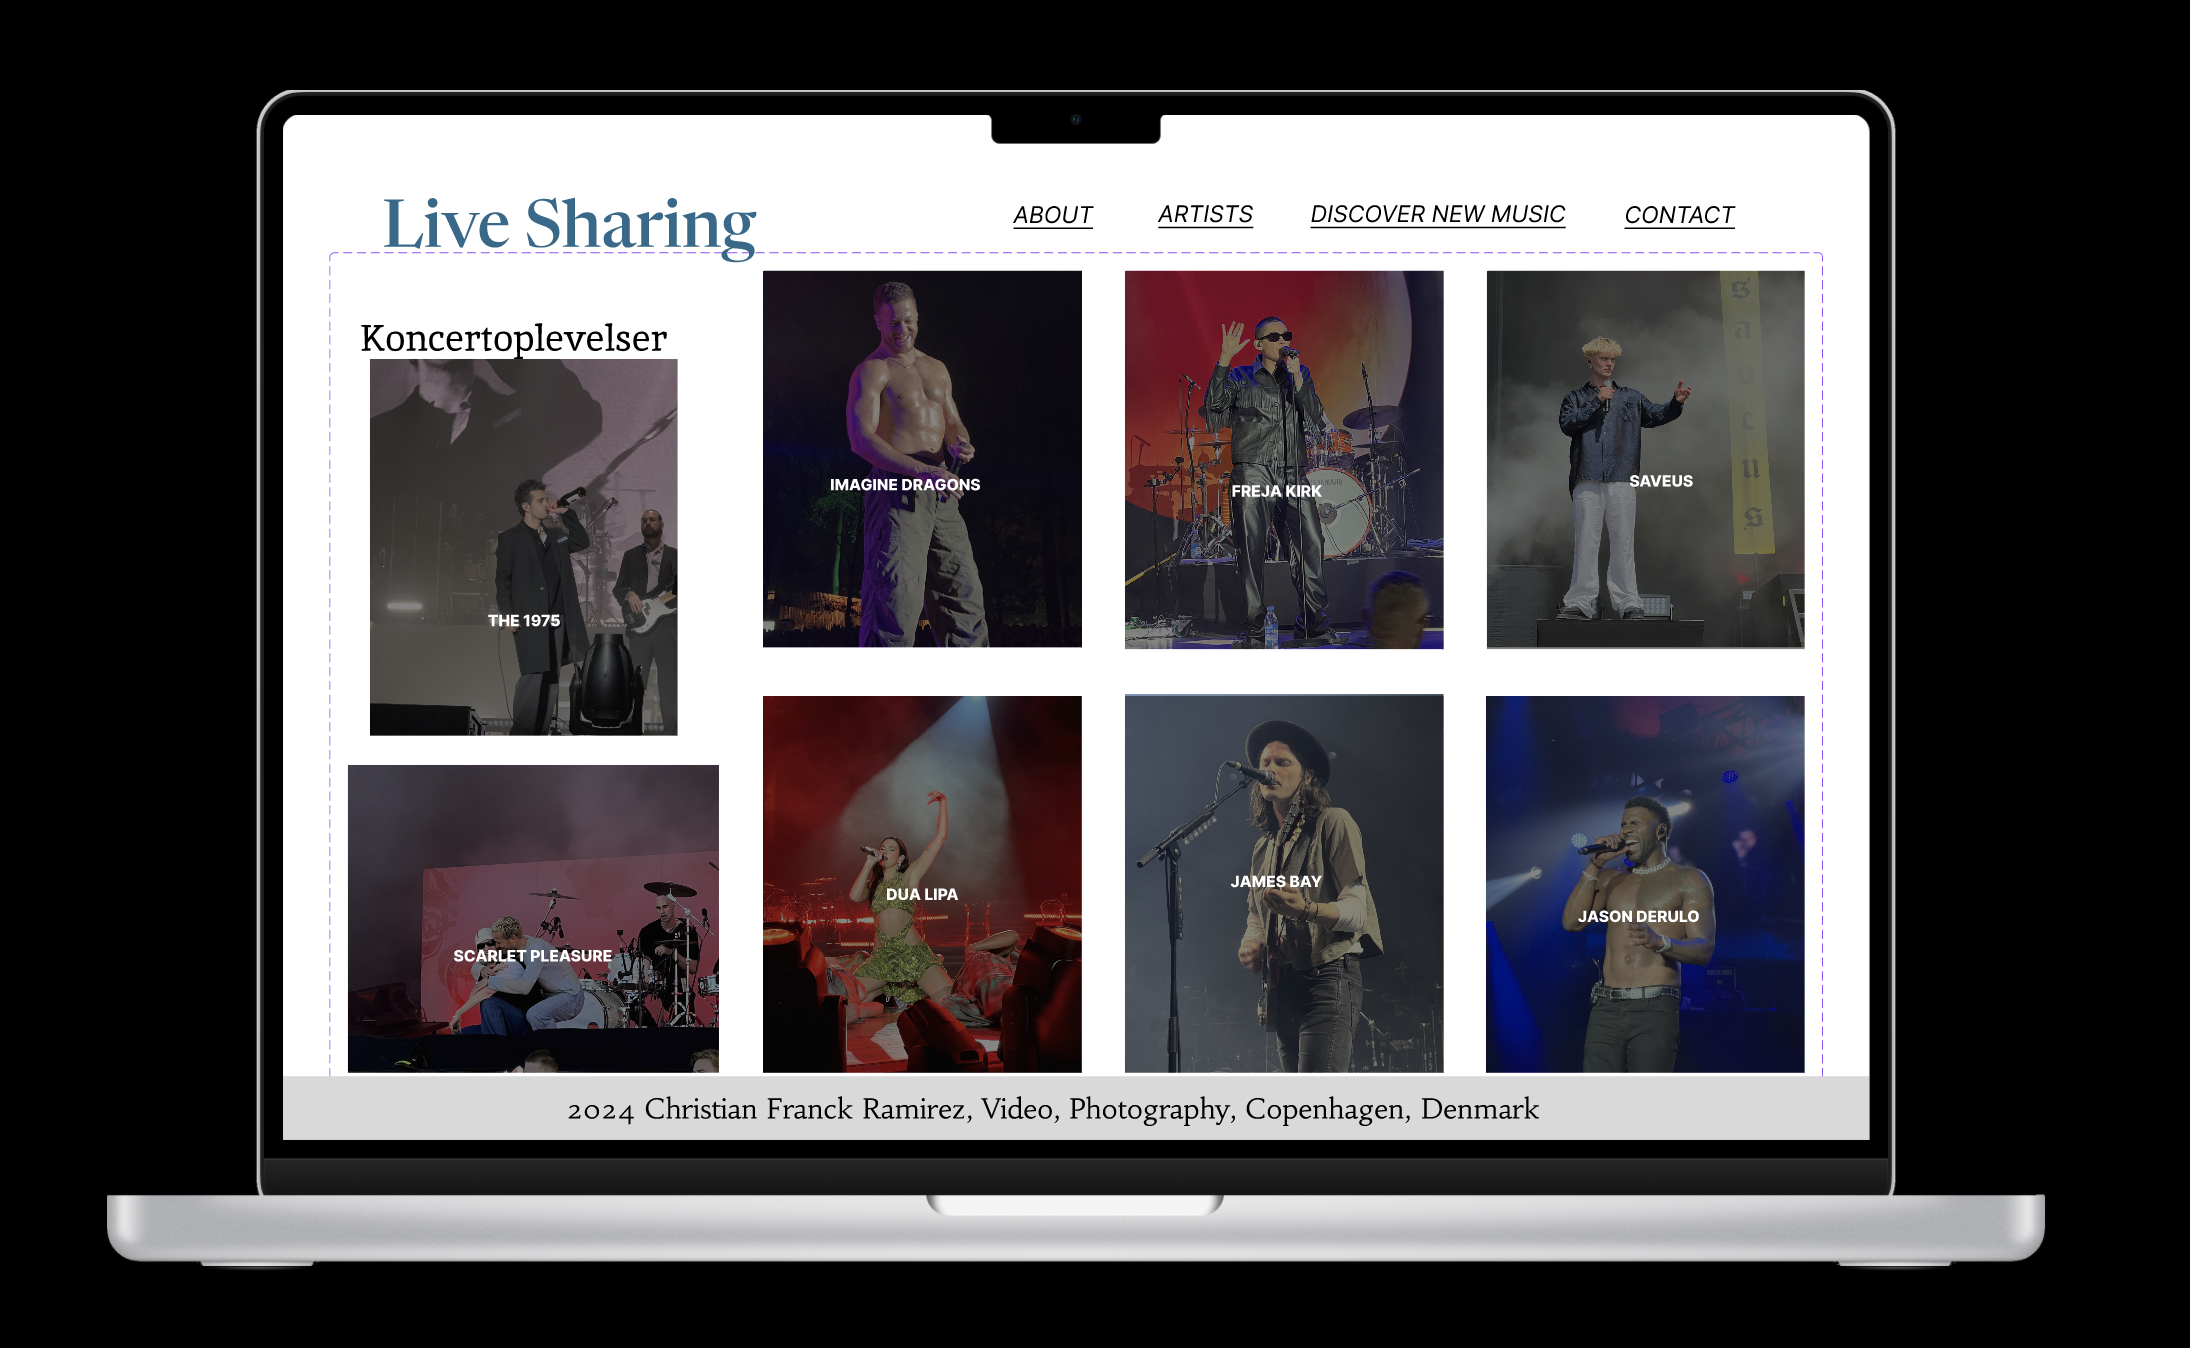 Live Sharing
ABOUT
ARTISTS
DISCOVER NEW MUSIC
CONTACT
Koncertoplevelser
THE 1975
IMAGINE DRAGONS
FREJA KIRK
s
a
u
c
u
s
SAVEUS
SCARLET PLEASURE
DUA LIPA
JAMES BAY
JASON DERULO
2024 Christian Franck Ramirez, Video, Photography, Copenhagen, Denmark